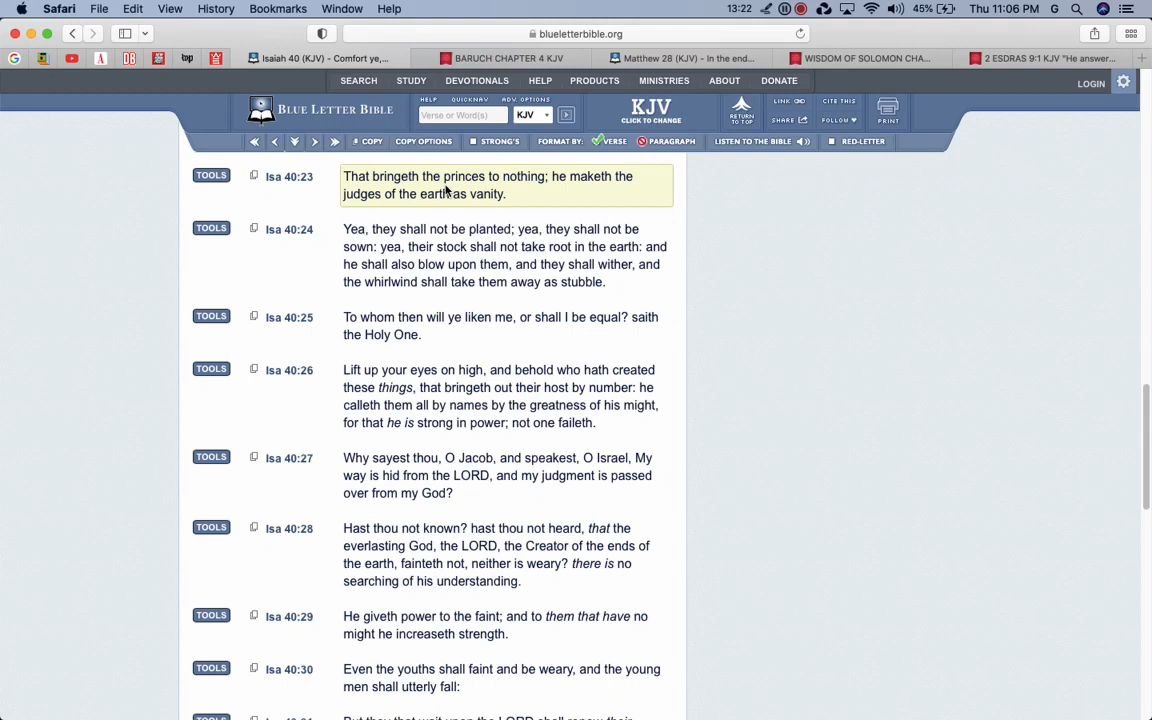 Safari File Edit View History Bookmarks Window Help 13:22 45% Thu 11:06 PM G
blueletterbible.org
Isaiah 40 (KJV) - Comfort ye,... BARUCH CHAPTER 4 KJV Matthew 28 (KJV) - In the end... WISDOM OF SOLOMON CHA... 2 ESDRAS 9:1 KJV "He answer...
SEARCH STUDY DEVOTIONALS HELP PRODUCTS MINISTRIES ABOUT DONATE LOGIN
HELP QUICKNAV ADV. OPTIONS
BLUE LETTER BIBLE Verse or Word(s) KJV
KJV
CLICK TO CHANGE
RETURN TO TOP
LINK CITE THIS
SHARE FOLLOW PRINT
COPY COPY OPTIONS STRONG'S FORMAT BY: VERSE PARAGRAPH LISTEN TO THE BIBLE RED-LETTER
TOOLS Isa 40:23 That bringeth the princes to nothing; he maketh the
judges of the earth as vanity.
TOOLS Isa 40:24 Yea, they shall not be planted; yea, they shall not be
sown: yea, their stock shall not take root in the earth: and
he shall also blow upon them, and they shall wither, and
the whirlwind shall take them away as stubble.
TOOLS Isa 40:25 To whom then will ye liken me, or shall I be equal? saith
the Holy One.
TOOLS Isa 40:26 Lift up your eyes on high, and behold who hath created
these things, that bringeth out their host by number: he
calleth them all by names by the greatness of his might,
for that he is strong in power; not one faileth.
TOOLS Isa 40:27 Why sayest thou, O Jacob, and speakest, O Israel, My
way is hid from the LORD, and my judgment is passed
over from my God?
TOOLS Isa 40:28 Hast thou not known? hast thou not heard, that the
everlasting God, the LORD, the Creator of the ends of
the earth, fainteth not, neither is weary? there is no
searching of his understanding.
TOOLS Isa 40:29 He giveth power to the faint; and to them that have no
might he increaseth strength.
TOOLS Isa 40:30 Even the youths shall faint and be weary, and the young
men shall utterly fall:
TOOLS Isa 40:31 But they that wait upon the LORD shall renew their